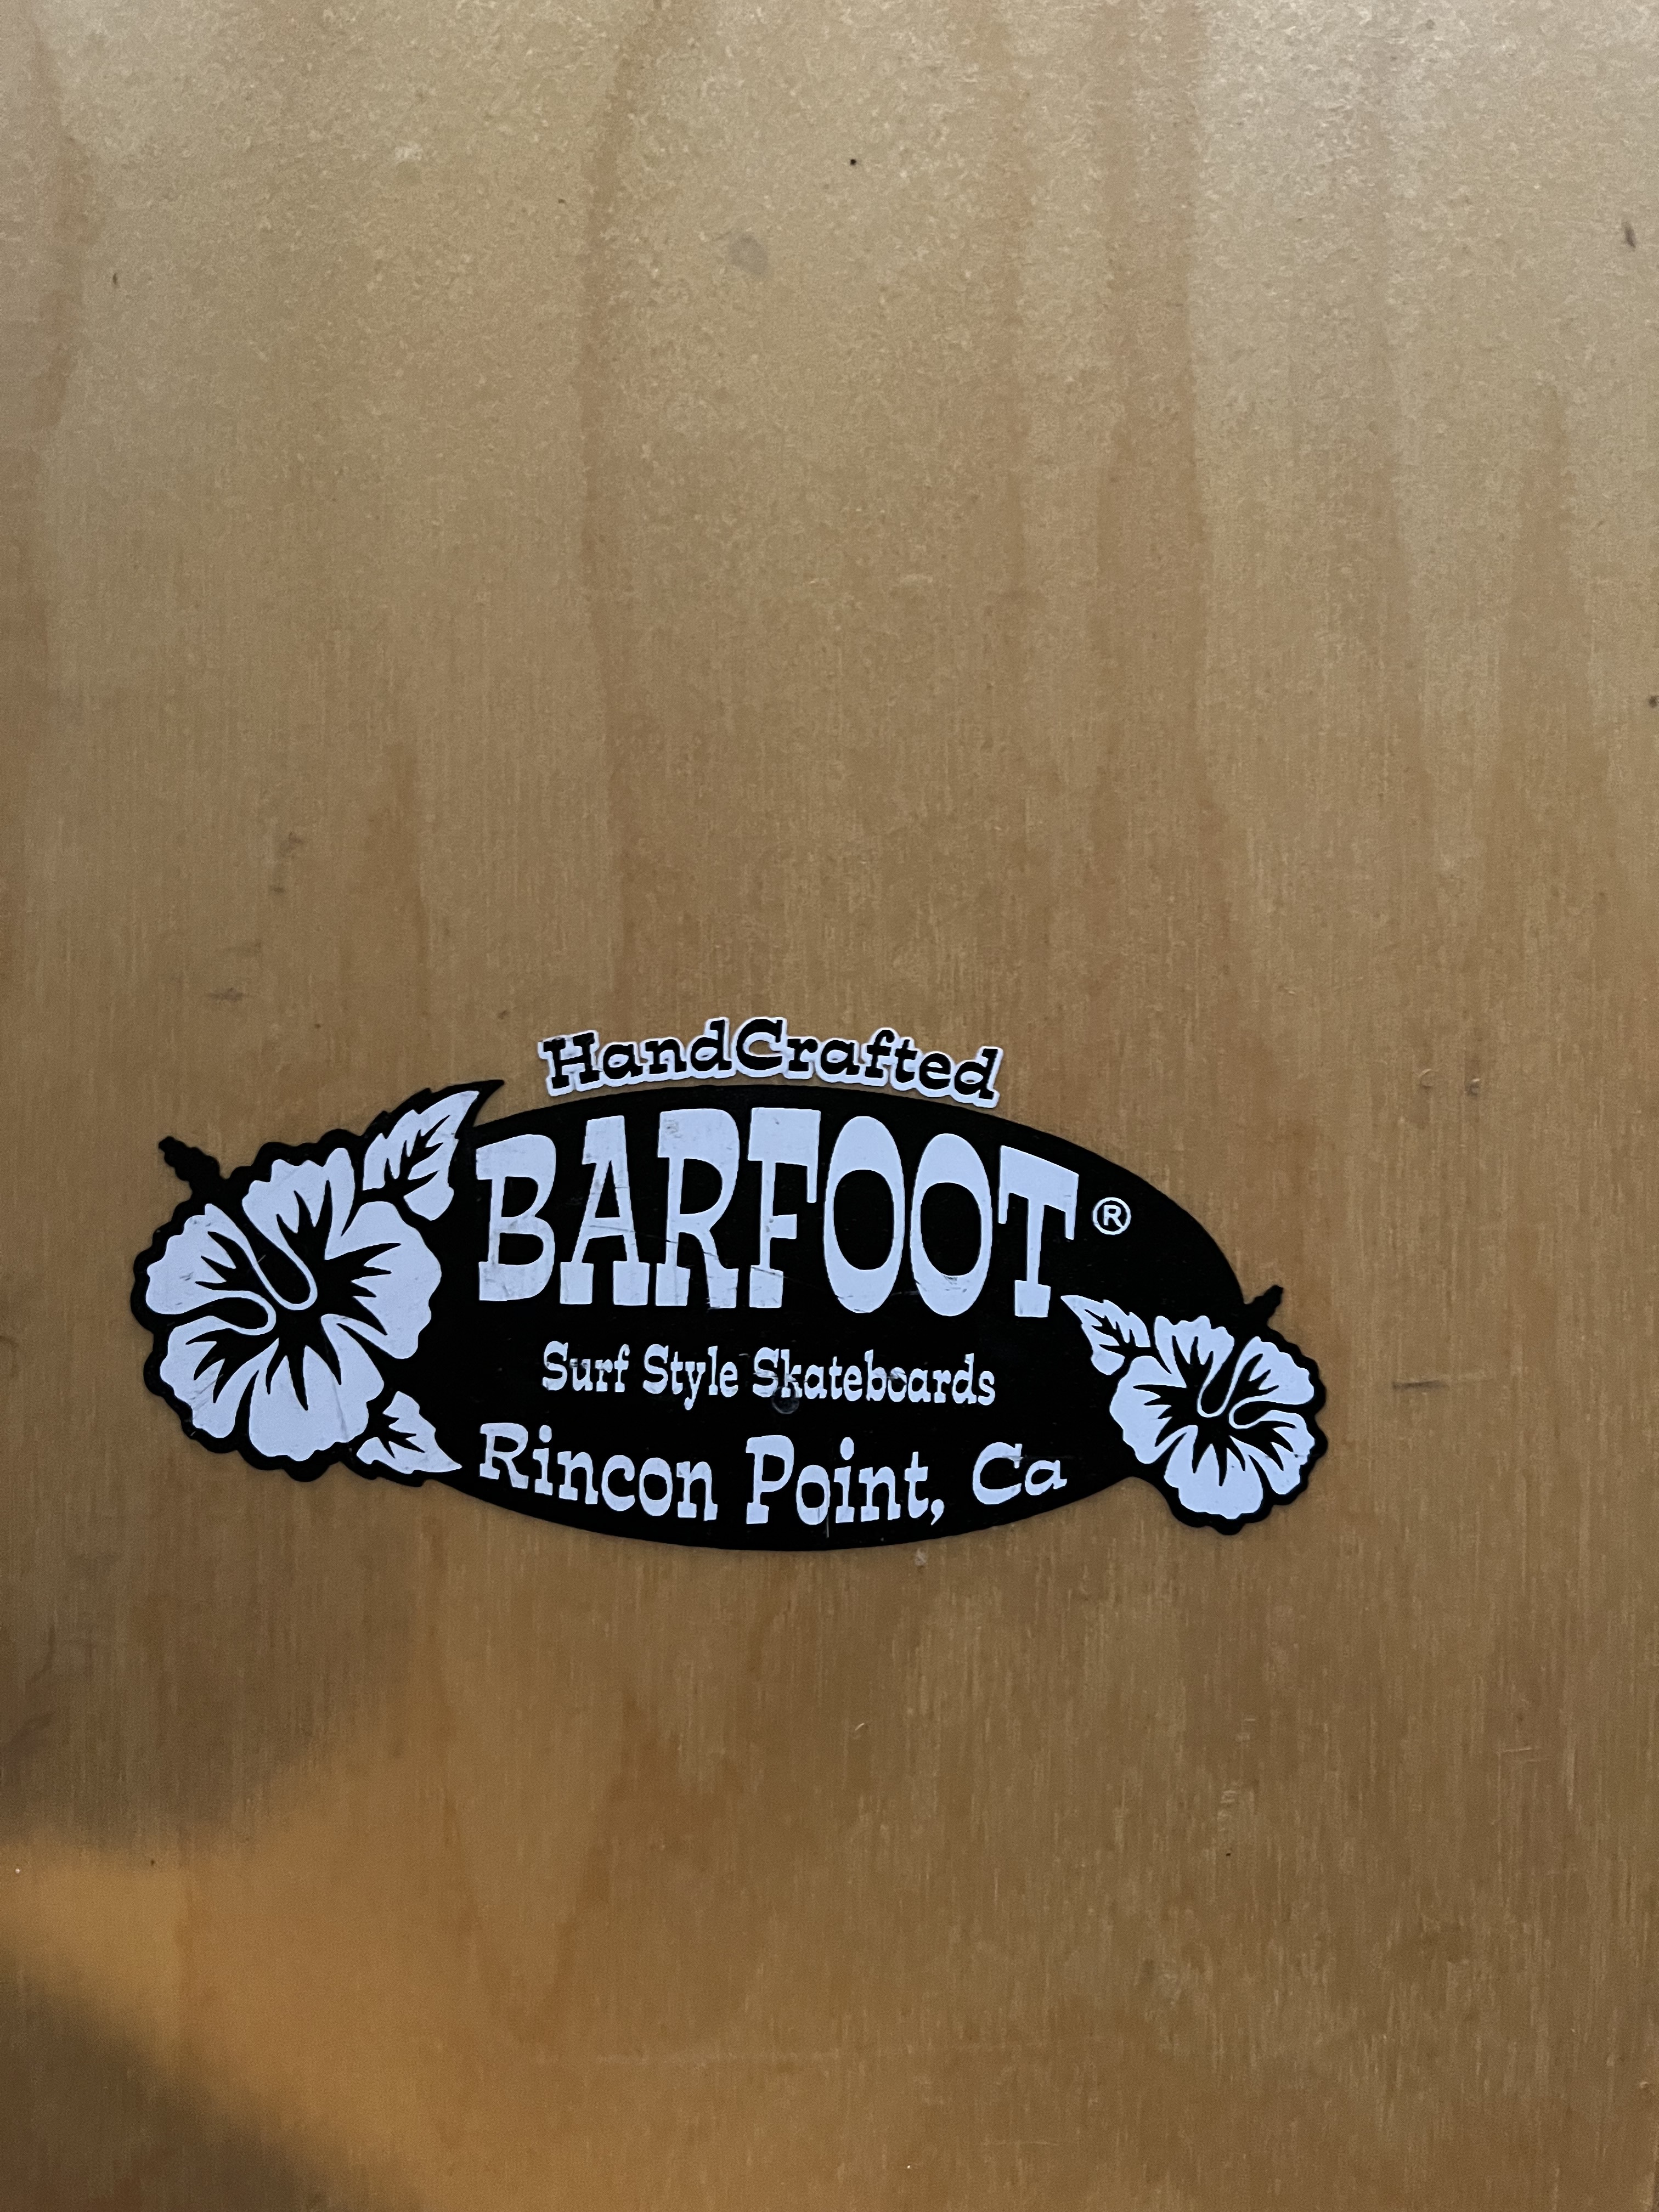 HandCrafted
BARFOOT®
Surf Style Skateboards
Rincon Point, Ca